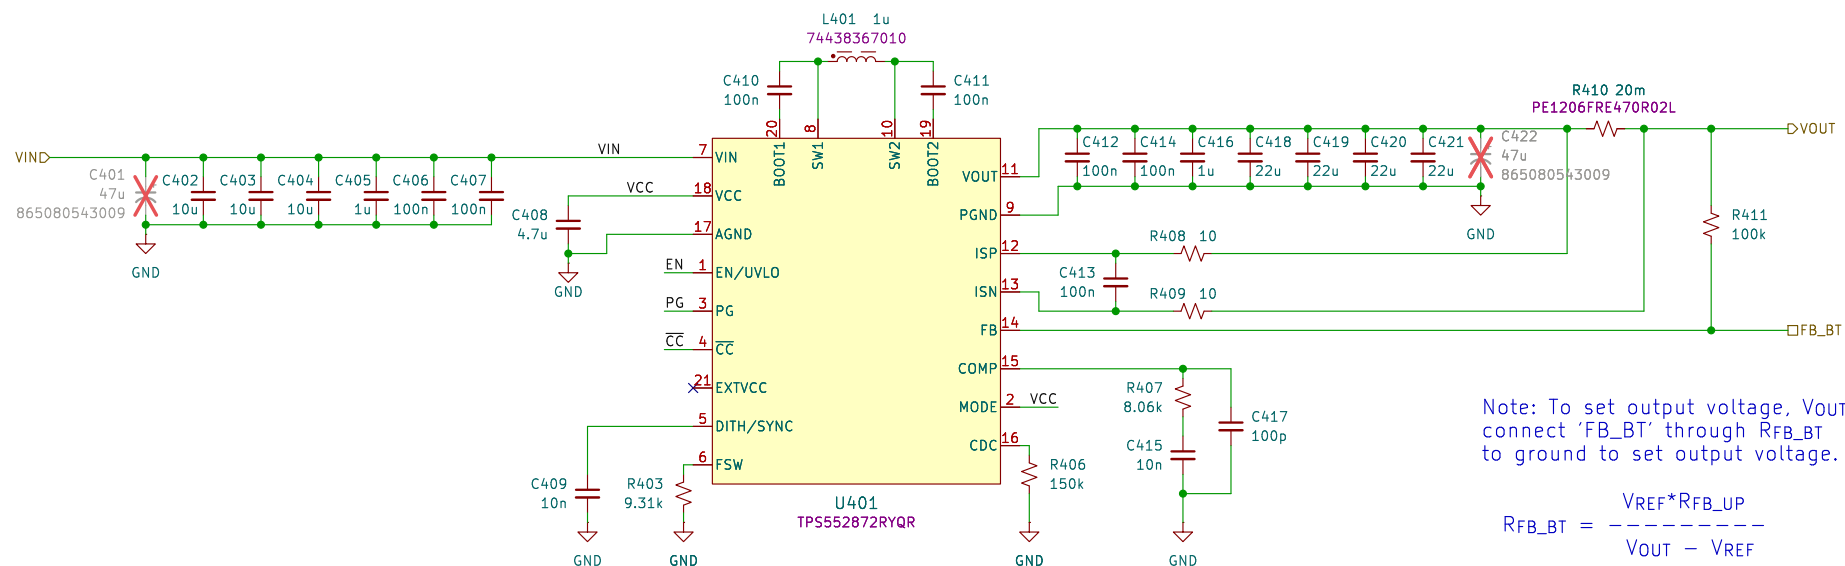 L401 1u
74438367010
C410
100n
C411
100n
20
8
10
19
BOOT1
SW1
SW2
BOOT2
R410 20m
PE1206FRE470R02L
VIN
VIN
7
VIN
C401
47u
865080543009
C402
10u
C403
10u
C404
10u
C405
1u
C406
100n
C407
100n
GND
VCC
18
VCC
C408
4.7u
17
AGND
GND
EN
1
EN/UVLO
PG
3
PG
CC
4
CC
21
EXTVCC
5
DITH/SYNC
6
FSW
C409
10n
GND
R403
9.31k
GND
U401
TPS552872RYQR
VOUT
11
PGND
9
ISP
12
ISN
13
FB
14
COMP
15
MODE
2
VCC
CDC
16
C412
100n
C414
100n
C416
1u
C418
22u
C419
22u
C420
22u
C421
22u
C422
47u
865080543009
GND
VOUT
R411
100k
FB_BT
R408 10
C413
100n
R409 10
R407
8.06k
C415
10n
C417
100p
GND
R406
150k
GND
Note: To set output voltage, VOUT
connect 'FB_BT' through RFB_BT
to ground to set output voltage.
VREF*RFB_UP
RFB_BT = ----------
VOUT - VREF